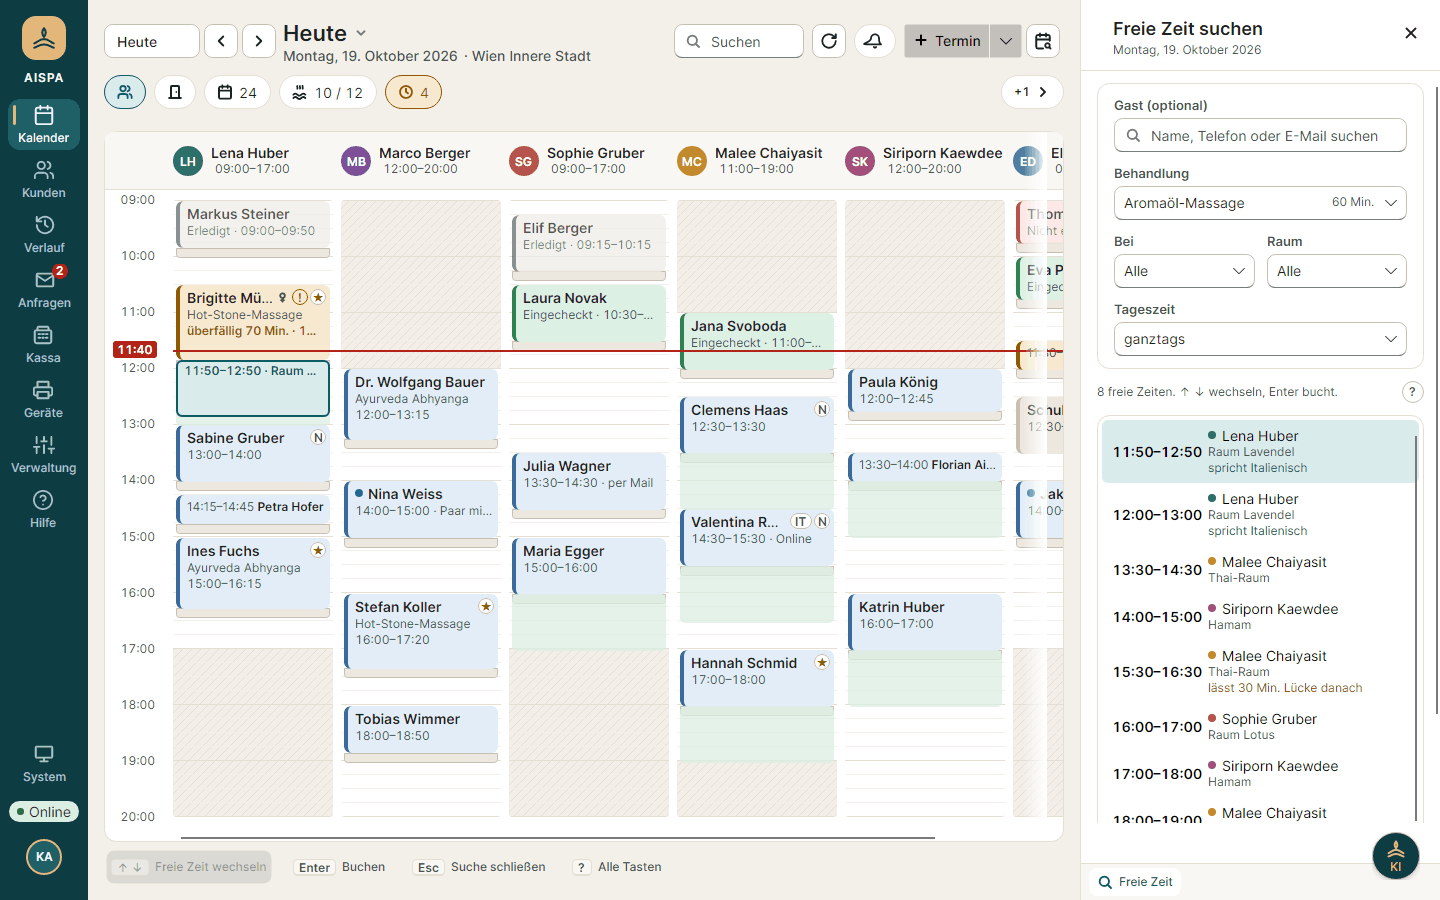 AISPA
Kalender
Kunden
Verlauf
2
Anfragen
Kassa
Geräte
Verwaltung
Hilfe
System
Online
KA
Heute
Heute
Montag, 19. Oktober 2026 · Wien Innere Stadt
Suchen
Termin
24
10 / 12
4
+1
LH
Lena Huber
09:00–17:00
MB
Marco Berger
12:00–20:00
SG
Sophie Gruber
09:00–17:00
MC
Malee Chaiyasit
11:00–19:00
SK
Siriporn Kaewdee
12:00–20:00
ED
09:00
10:00
11:00
11:40
12:00
13:00
14:00
15:00
16:00
17:00
18:00
19:00
20:00
Markus Steiner
Erledigt · 09:00–09:50
Brigitte Mü...
Hot-Stone-Massage
überfällig 70 Min. · 1...
11:50–12:50 · Raum ...
Sabine Gruber
N
13:00–14:00
14:15–14:45 Petra Hofer
Ines Fuchs
Ayurveda Abhyanga
15:00–16:15
Dr. Wolfgang Bauer
Ayurveda Abhyanga
12:00–13:15
Nina Weiss
14:00–15:00 · Paar mi...
Stefan Koller
Hot-Stone-Massage
16:00–17:20
Tobias Wimmer
18:00–18:50
Elif Berger
Erledigt · 09:15–10:15
Laura Novak
Eingecheckt · 10:30–...
Julia Wagner
13:30–14:30 · per Mail
Maria Egger
15:00–16:00
Jana Svoboda
Eingecheckt · 11:00–...
Clemens Haas
N
12:30–13:30
Valentina R...
IT
N
14:30–15:30 · Online
Hannah Schmid
17:00–18:00
Paula König
12:00–12:45
13:30–14:00 Florian Ai...
Katrin Huber
16:00–17:00
Eva P
↑ ↓ Freie Zeit wechseln
Enter Buchen
Esc Suche schließen
? Alle Tasten
Freie Zeit suchen
Montag, 19. Oktober 2026
Gast (optional)
Name, Telefon oder E-Mail suchen
Behandlung
Aromaöl-Massage
60 Min.
Bei
Raum
Alle
Alle
Tageszeit
ganztags
8 freie Zeiten. ↑ ↓ wechseln, Enter bucht.
?
11:50–12:50
Lena Huber
Raum Lavendel
spricht Italienisch
12:00–13:00
Lena Huber
Raum Lavendel
spricht Italienisch
13:30–14:30
Malee Chaiyasit
Thai-Raum
14:00–15:00
Siriporn Kaewdee
Hamam
15:30–16:30
Malee Chaiyasit
Thai-Raum
lässt 30 Min. Lücke danach
16:00–17:00
Sophie Gruber
Raum Lotus
17:00–18:00
Siriporn Kaewdee
Hamam
18:00–19:00
Malee Chaiyasit
KI
Freie Zeit